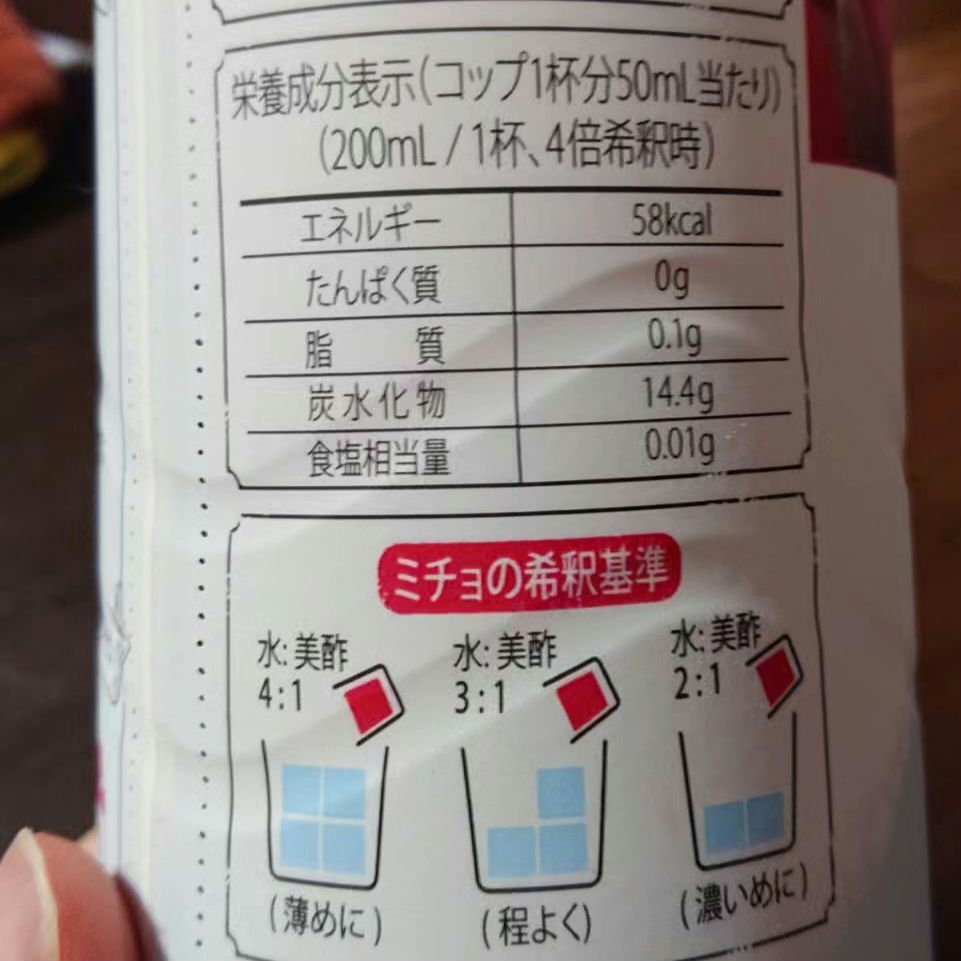 栄養成分表示(コップ1杯分50mL当たり)
(200mL / 1杯、4倍希釈時)
エネルギー 58kcal
たんぱく質 0g
脂 質 0.1g
炭水化物 14.4g
食塩相当量 0.01g
ミチョの希釈基準
水:美酢
4:1
(薄めに)
水:美酢
3:1
(程よく)
水:美酢
2:1
(濃いめに)